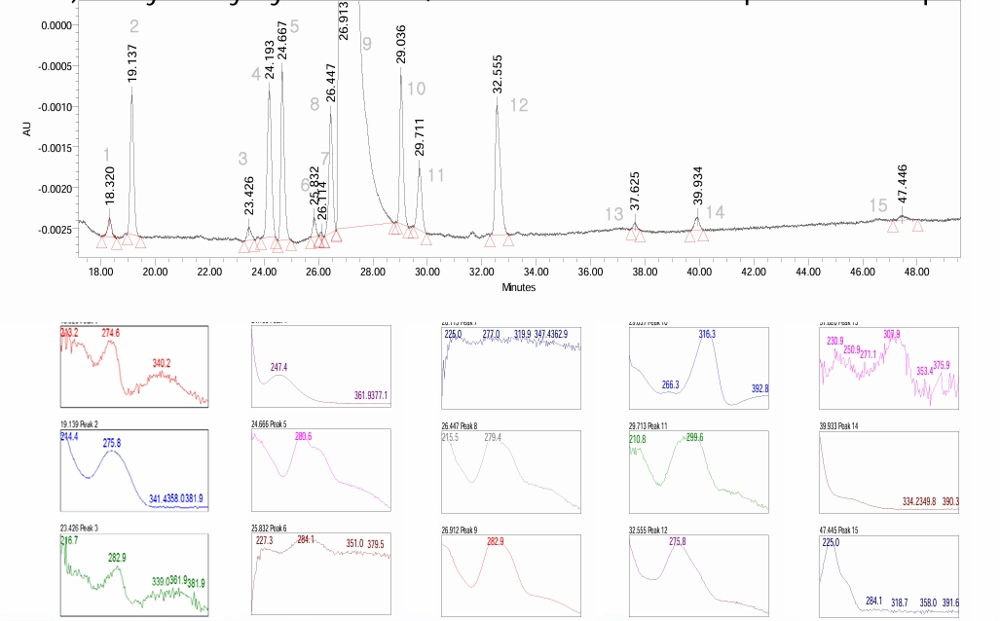 0.0000
-0.0005
-0.0010
-0.0015
-0.0020
-0.0025
AU
1
18.320
2
19.137
3
23.426
4
24.193
5
24.667
6
25.832
7
26.114
8
26.447
9
26.913
29.036
10
29.711
11
32.555
12
13
37.625
39.934
14
15
47.446
18.00 20.00 22.00 24.00 26.00 28.00 30.00 32.00 34.00 36.00 38.00 40.00 42.00 44.00 46.00 48.00
Minutes
213.2 274.6 340.2
247.4 361.9377.1
225.0 277.0 319.9 347.4362.9
266.3 316.3 392.8
230.9 250.9 271.1 307.9 353.4 375.9
19.139 Peak 2
214.4 275.8 341.4358.0381.9
24.666 Peak 5
280.6
26.447 Peak 8
215.5 279.4
29.713 Peak 11
210.8 299.6
39.933 Peak 14
334.2349.8 390.3
23.426 Peak 3
216.7 282.9 339.0361.9381.9
25.832 Peak 6
227.3 284.1 351.0 379.5
26.912 Peak 9
282.9
32.555 Peak 12
275.8
47.445 Peak 15
225.0 284.1 318.7 358.0 391.6